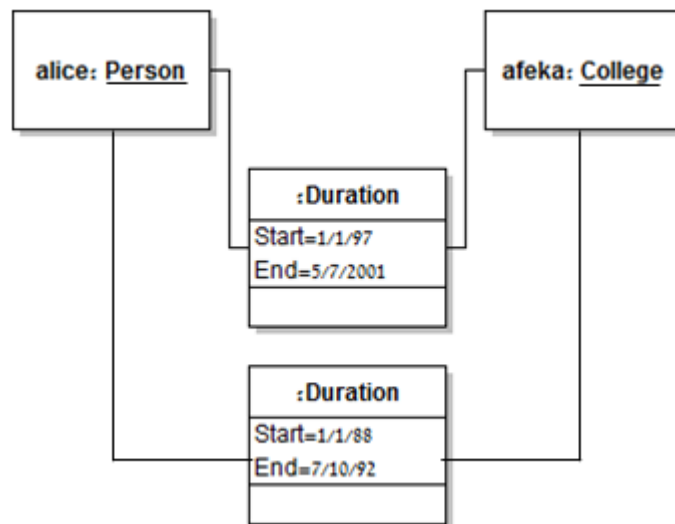 alice: Person
afeka: College
:Duration
Start=1/1/97
End=5/7/2001
:Duration
Start=1/1/88
End=7/10/92